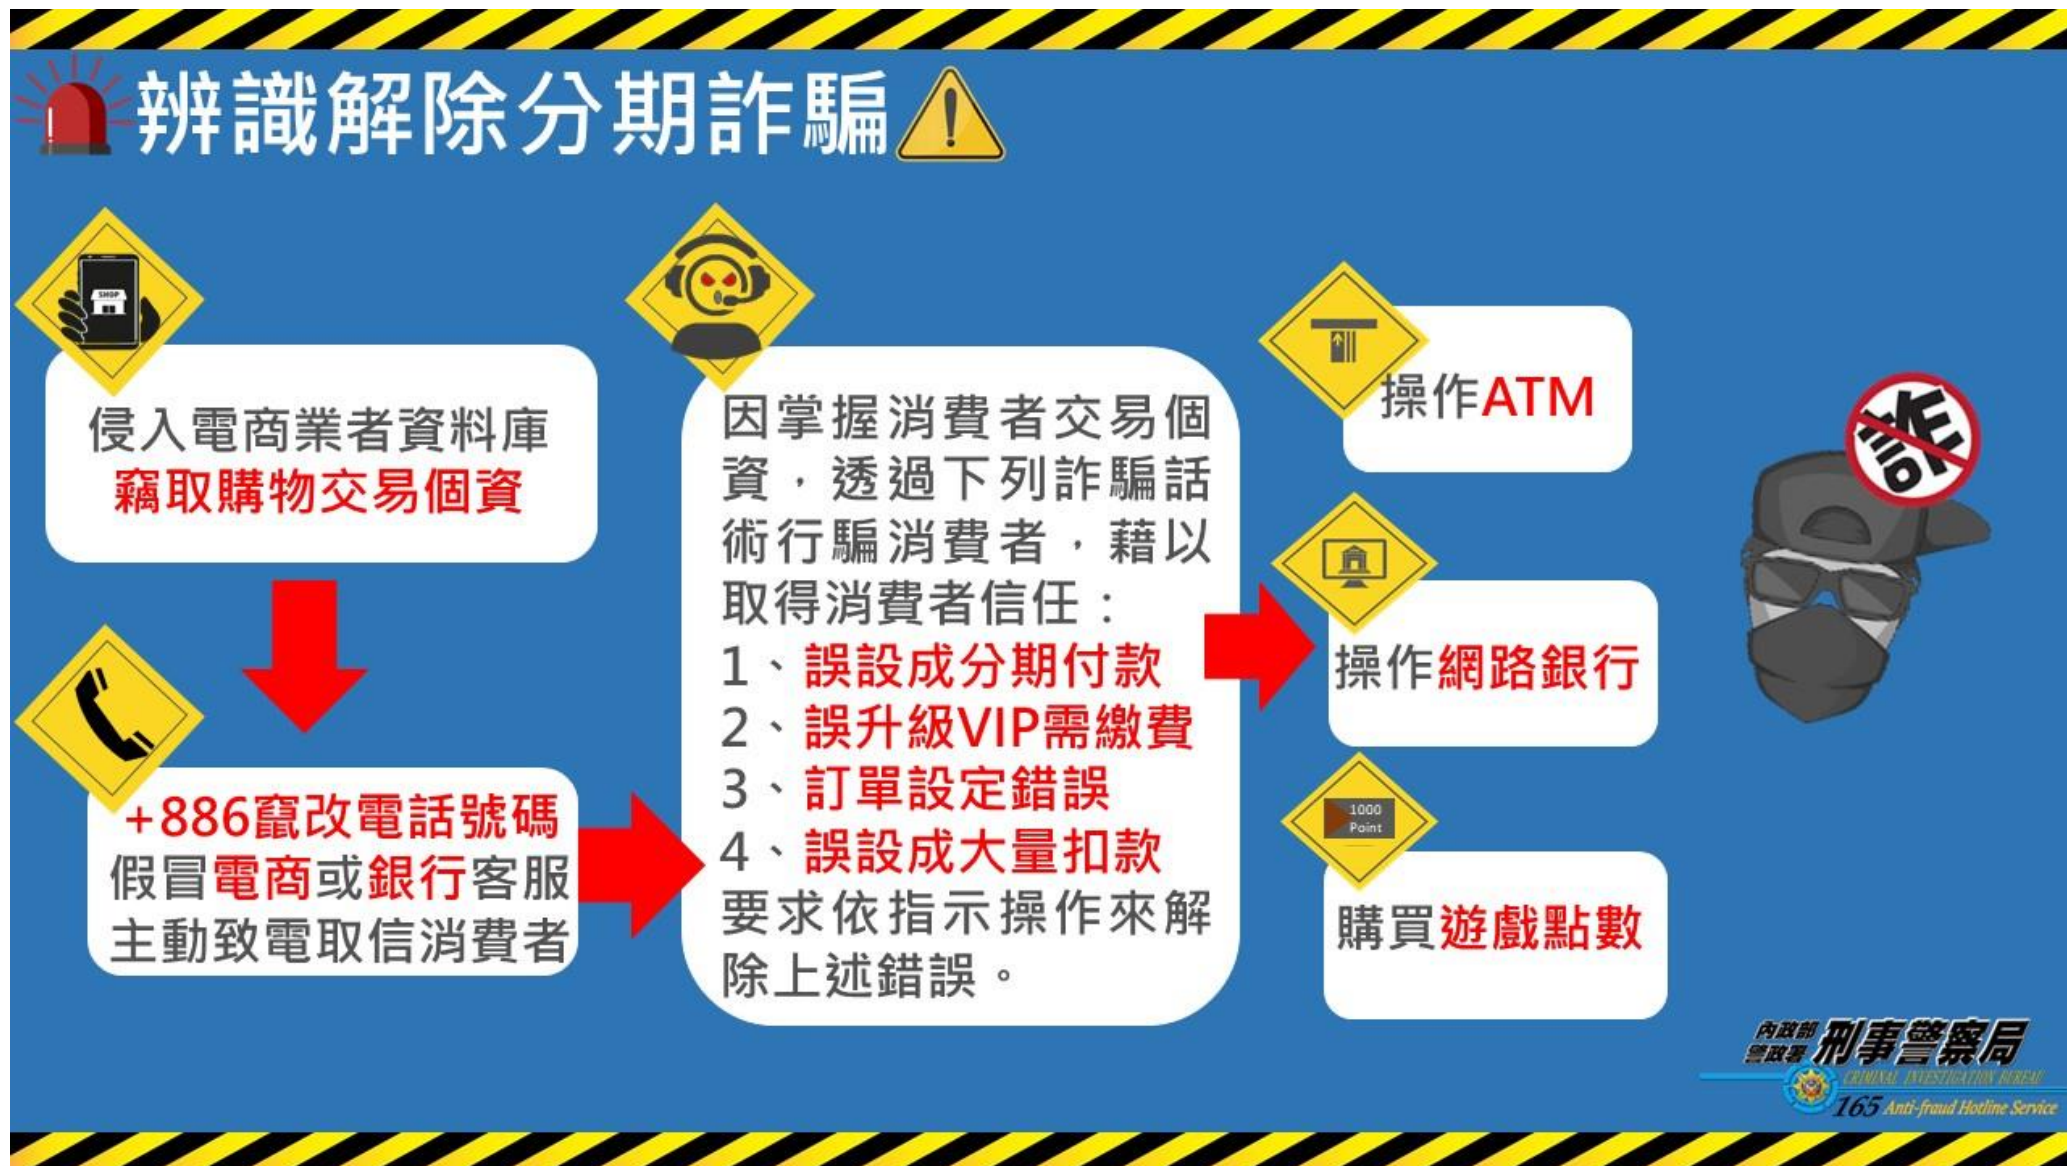 辨識解除分期詐騙
SHOP
侵入電商業者資料庫
竊取購物交易個資
+886竄改電話號碼
假冒電商或銀行客服
主動致電取信消費者
因掌握消費者交易個
資，透過下列詐騙話
術行騙消費者，藉以
取得消費者信任：
1、誤設成分期付款
2、誤升級VIP需繳費
3、訂單設定錯誤
4、誤設成大量扣款
要求依指示操作來解
除上述錯誤。
操作ATM
操作網路銀行
1000
Point
購買遊戲點數
詐
內政部
警政署 刑事警察局
CRIMINAL INVESTIGATION BUREAU
165 Anti-fraud Hotline Service